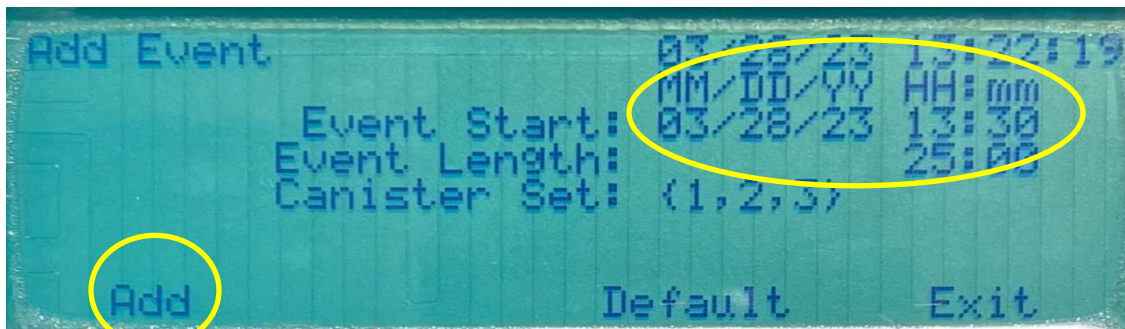 Add Event 03/28/23 13:22:19
MM/DD/YY HH:mm
Event Start: 03/28/23 13:30
Event Length: 25:00
Canister Set: (1,2,3)
Add Default Exit